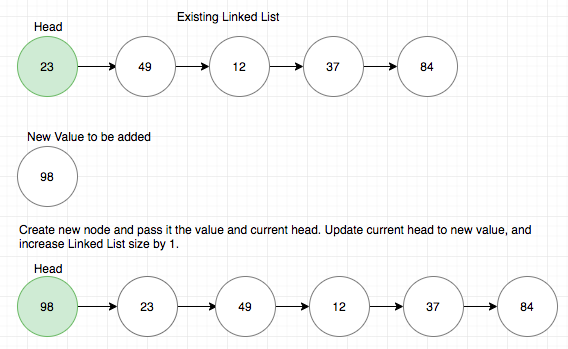 Existing Linked List
Head
23 49 12 37 84
New Value to be added
98
Create new node and pass it the value and current head. Update current head to new value, and
increase Linked List size by 1.
Head
98 23 49 12 37 84